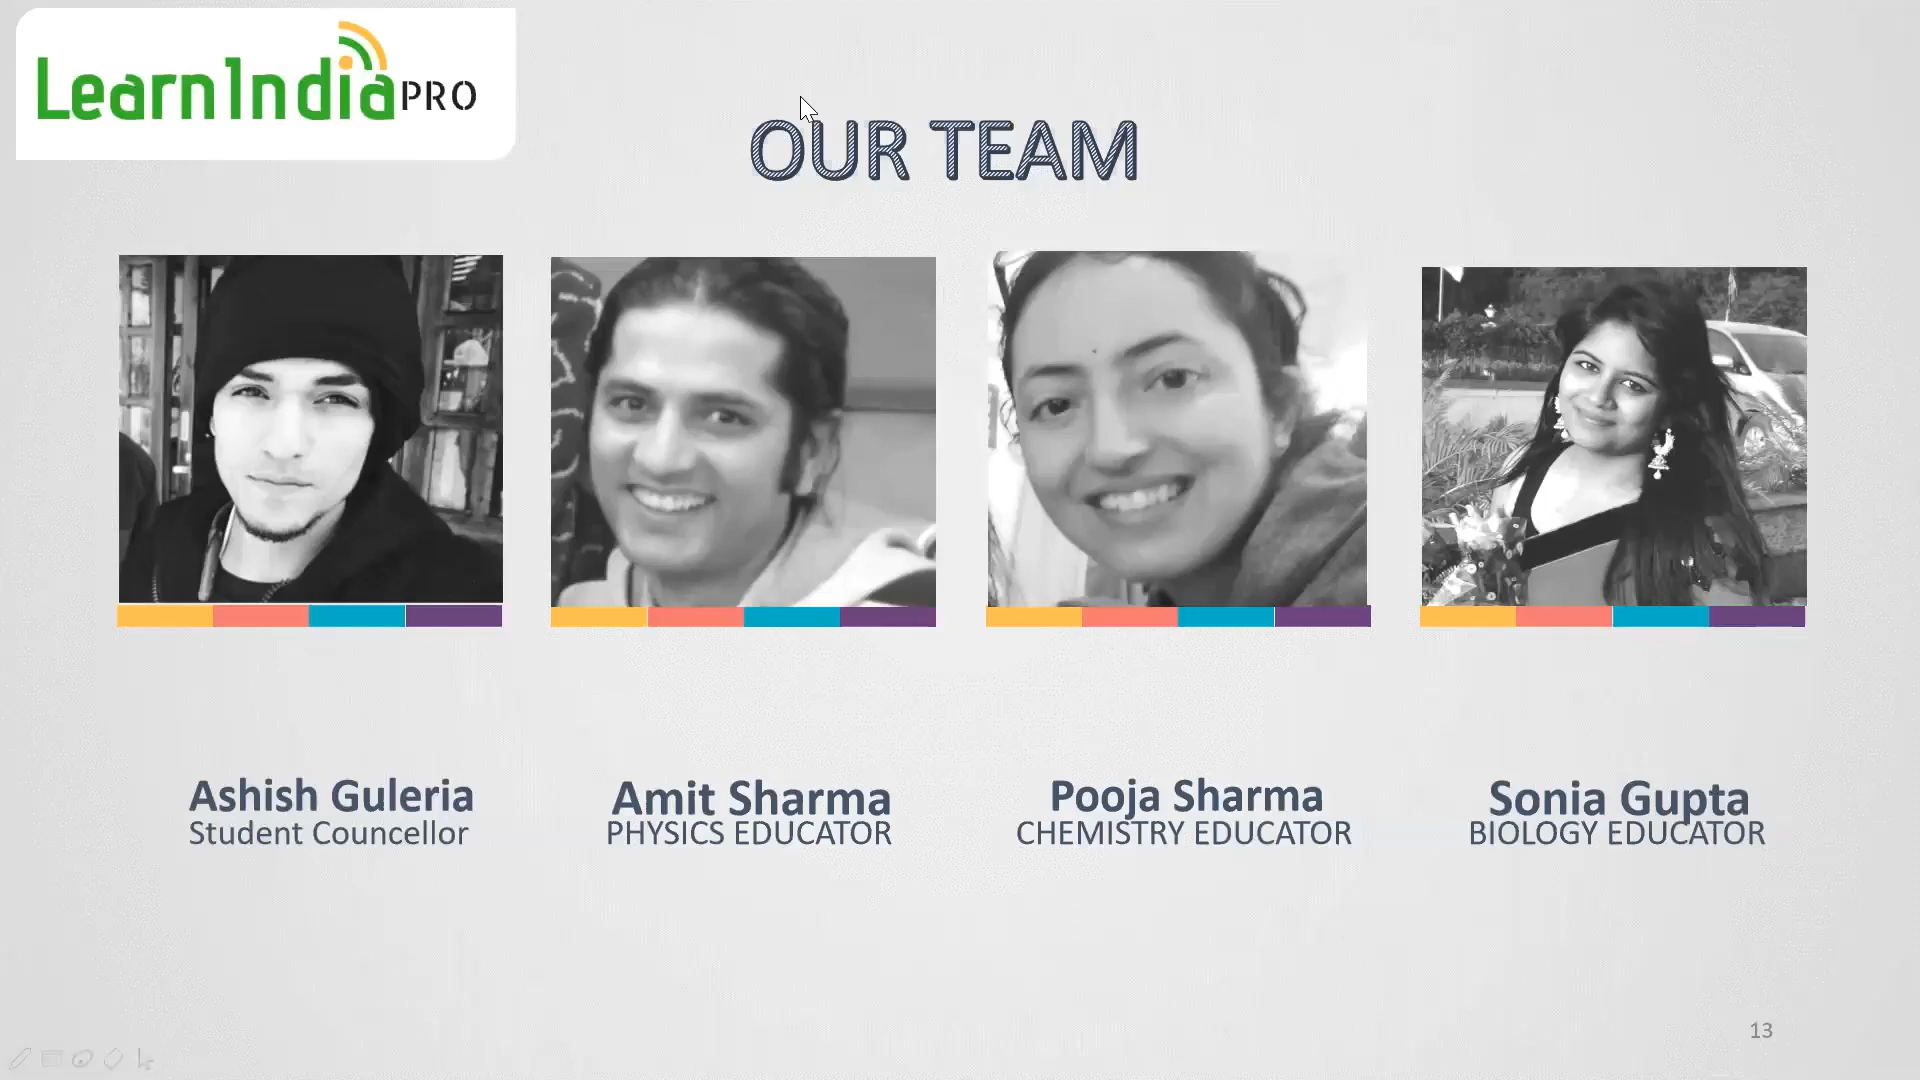 LearnIndia PRO
OUR TEAM
Ashish Guleria
Student Councellor
Amit Sharma
PHYSICS EDUCATOR
Pooja Sharma
CHEMISTRY EDUCATOR
Sonia Gupta
BIOLOGY EDUCATOR
13